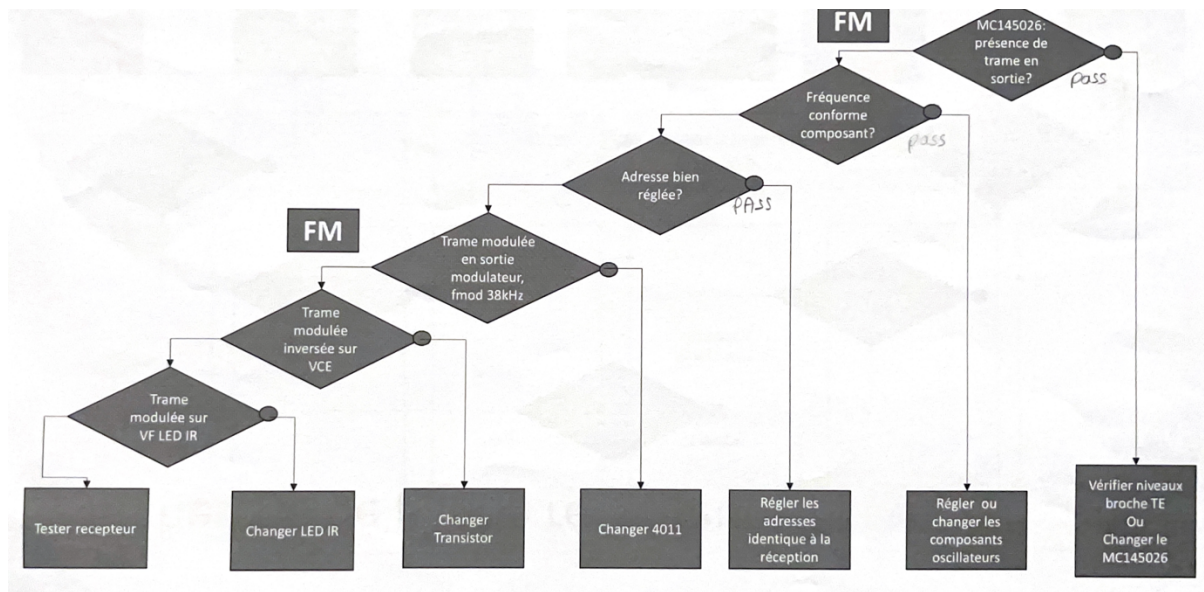 FM
MC145026:
présence de
trame en
sortie?
pass
Fréquence
conforme
composant?
pass
Adresse bien
réglée?
PASS
FM
Trame modulée
en sortie
modulateur,
fmod 38kHz
Trame
modulée
inversée sur
VCE
Trame
modulée sur
VF LED IR
Tester recepteur
Changer LED IR
Changer
Transistor
Changer 4011
Régler les
adresses
identique à la
réception
Régler ou
changer les
composants
oscillateurs
Vérifier niveaux
broche TE
Ou
Changer le
MC145026